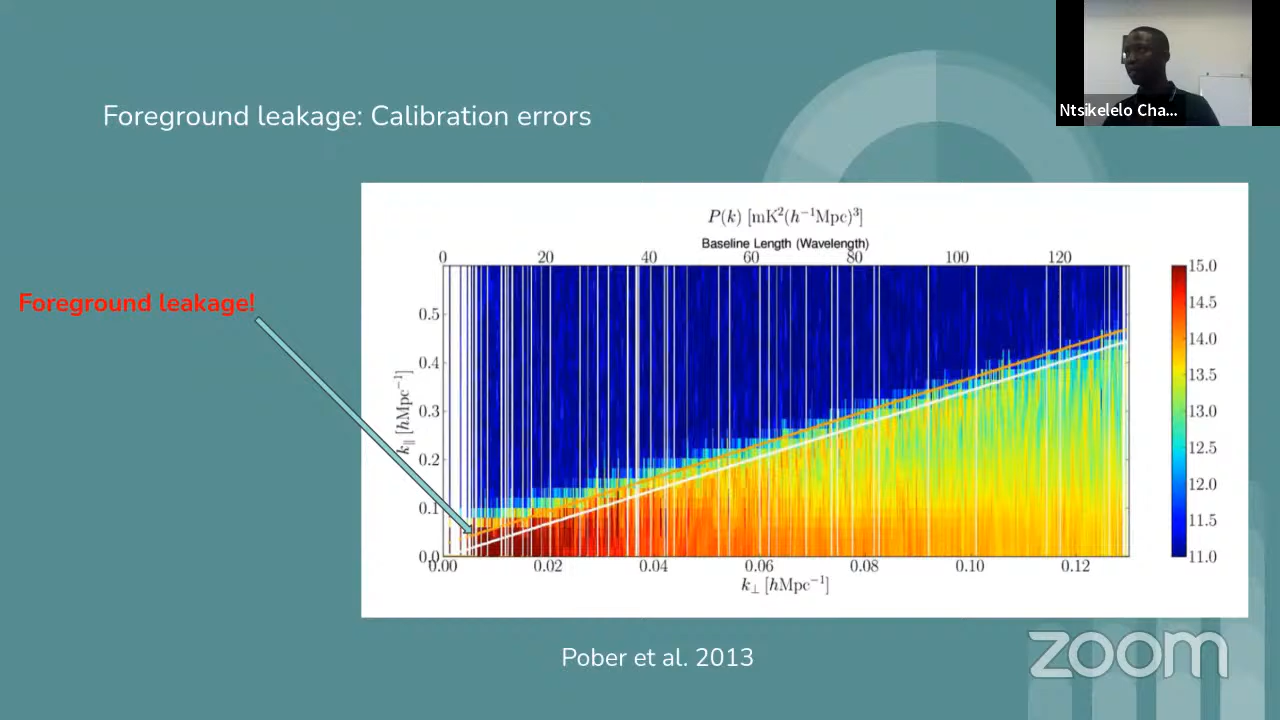 Ntsikelelo Cha...
Foreground leakage: Calibration errors
P(k) [mK²(h⁻¹Mpc)³]
Baseline Length (Wavelength)
0 20 40 60 80 100 120
Foreground leakage!
0.5
0.4
0.3
0.2
0.1
0.0
k∥ [hMpc⁻¹]
0.00 0.02 0.04 0.06 0.08 0.10 0.12
k⊥ [hMpc⁻¹]
15.0
14.5
14.0
13.5
13.0
12.5
12.0
11.5
11.0
Pober et al. 2013
zoom